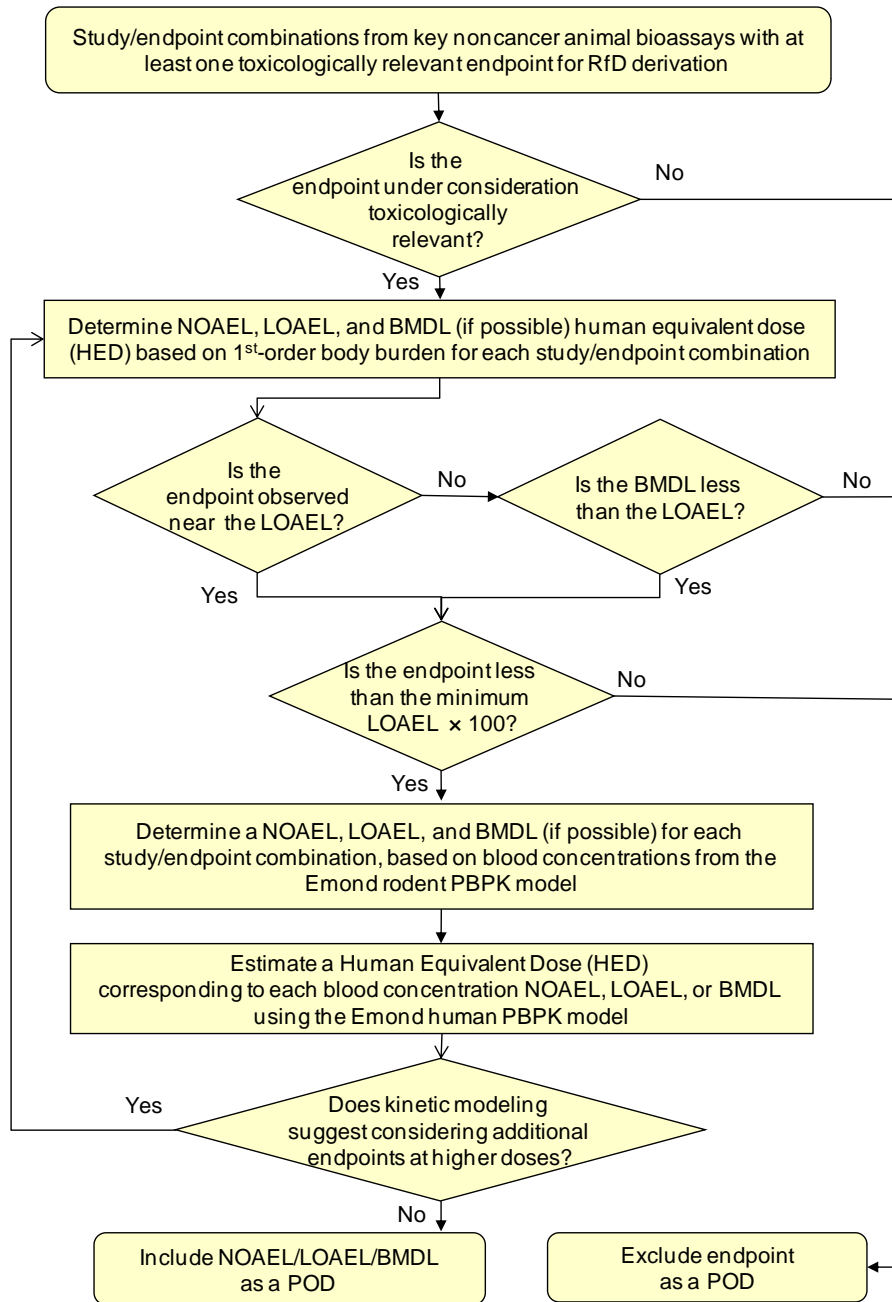 Study/endpoint combinations from key noncancer animal bioassays with at
least one toxicologically relevant endpoint for RfD derivation
Is the
endpoint under consideration
toxicologically
relevant?
No
Yes
Determine NOAEL, LOAEL, and BMDL (if possible) human equivalent dose
(HED) based on 1st-order body burden for each study/endpoint combination
Is the
endpoint observed
near the LOAEL?
No
Is the BMDL less
than the LOAEL?
No
Yes
Yes
Is the endpoint less
than the minimum
LOAEL × 100?
No
Yes
Determine a NOAEL, LOAEL, and BMDL (if possible) for each
study/endpoint combination, based on blood concentrations from the
Emond rodent PBPK model
Estimate a Human Equivalent Dose (HED)
corresponding to each blood concentration NOAEL, LOAEL, or BMDL
using the Emond human PBPK model
Yes
Does kinetic modeling
suggest considering additional
endpoints at higher doses?
No
Include NOAEL/LOAEL/BMDL
as a POD
Exclude endpoint
as a POD